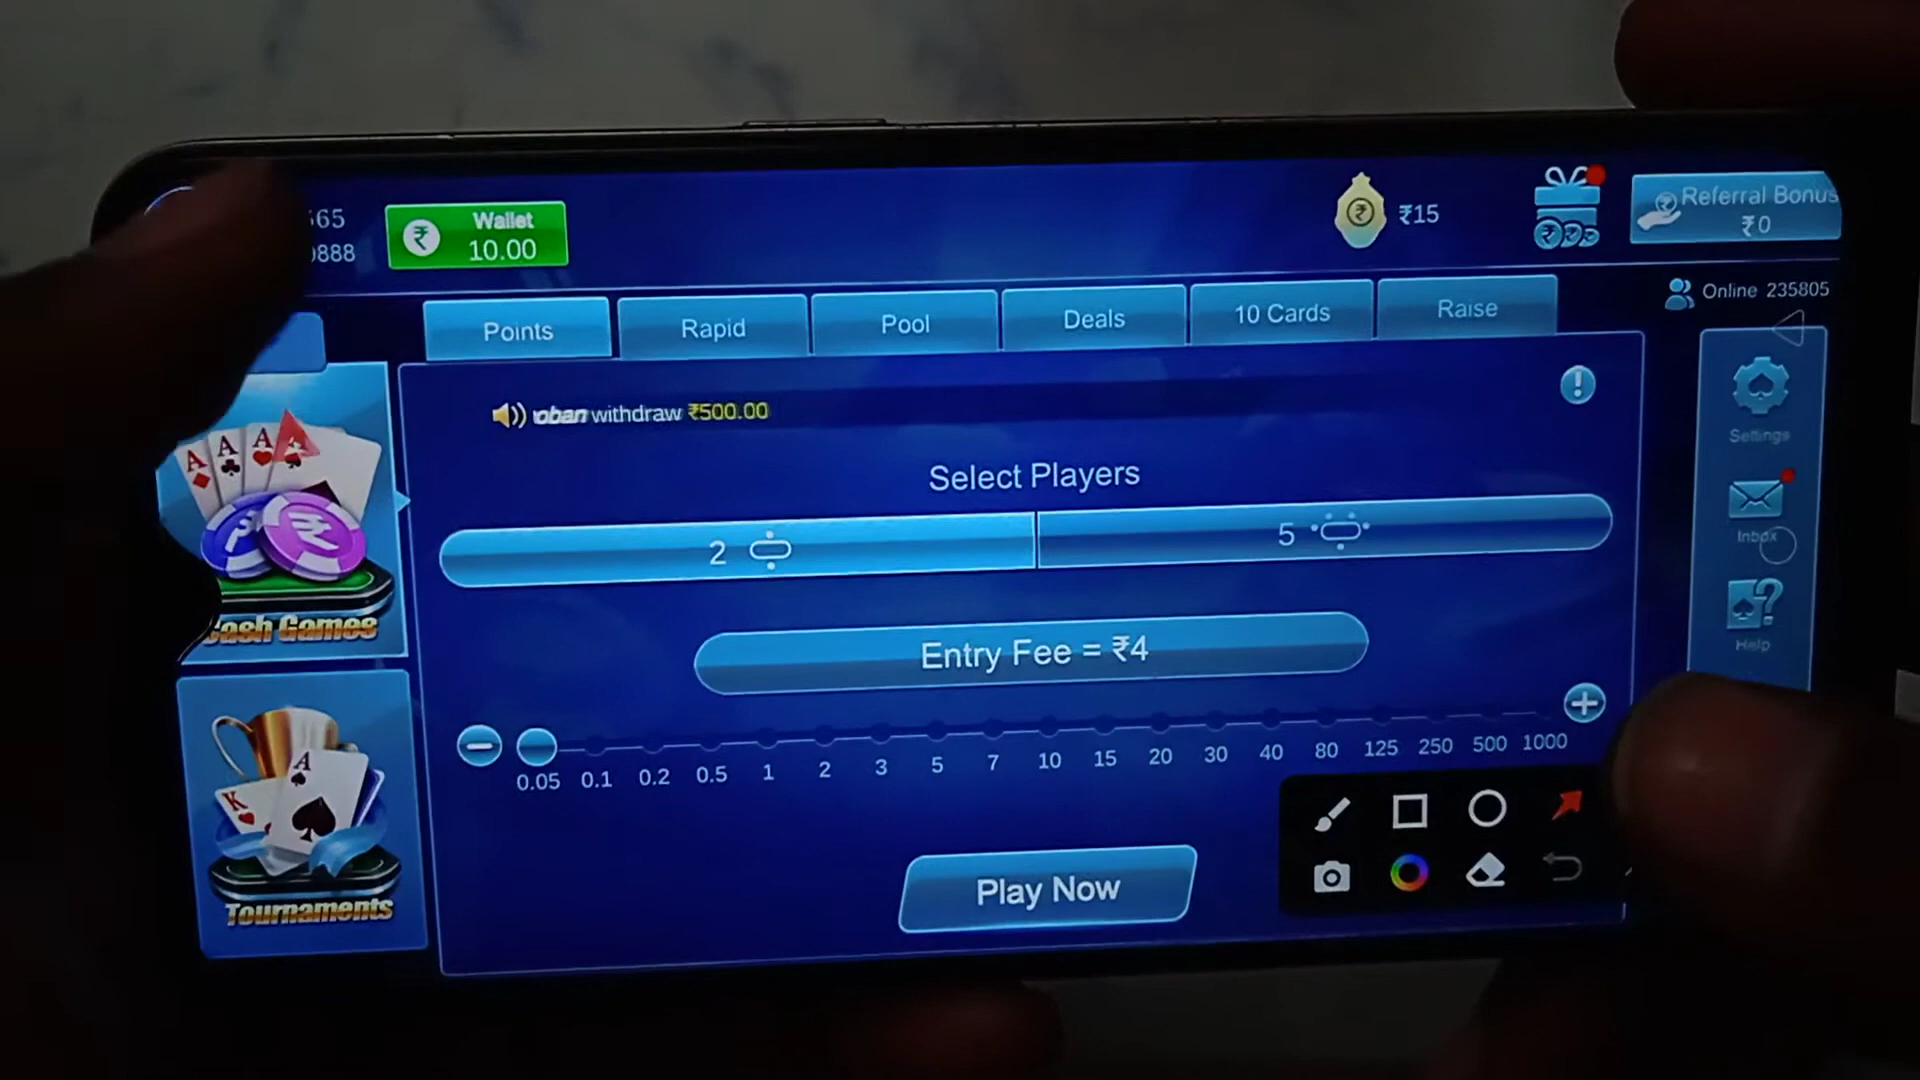 565
0888
Wallet
10.00
₹15
Referral Bonus
₹0
Online 235805
Points
Rapid
Pool
Deals
10 Cards
Raise
oban withdraw ₹500.00
Select Players
2
5
Entry Fee = ₹4
0.05 0.1 0.2 0.5 1 2 3 5 7 10 15 20 30 40 80 125 250 500 1000
Play Now
Cash Games
Tournaments
Settings
Inbox
Help